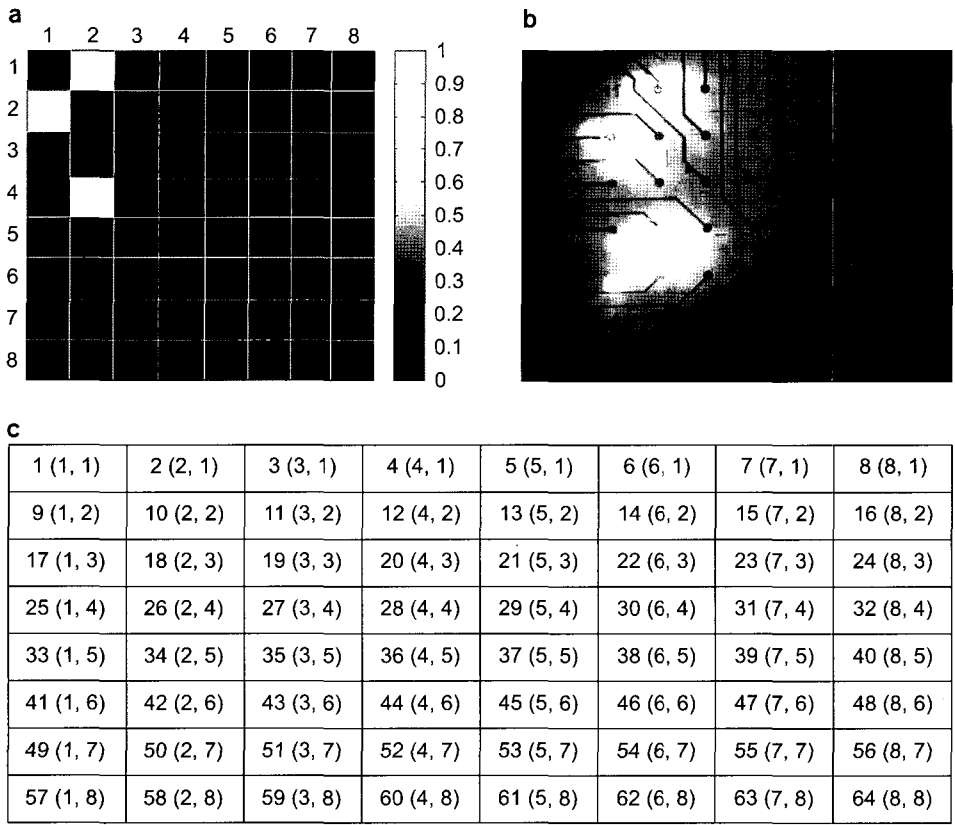 a
1 2 3 4 5 6 7 8
1
2
3
4
5
6
7
8
1
0.9
0.8
0.7
0.6
0.5
0.4
0.3
0.2
0.1
0
b
c
1 (1, 1) 2 (2, 1) 3 (3, 1) 4 (4, 1) 5 (5, 1) 6 (6, 1) 7 (7, 1) 8 (8, 1)
9 (1, 2) 10 (2, 2) 11 (3, 2) 12 (4, 2) 13 (5, 2) 14 (6, 2) 15 (7, 2) 16 (8, 2)
17 (1, 3) 18 (2, 3) 19 (3, 3) 20 (4, 3) 21 (5, 3) 22 (6, 3) 23 (7, 3) 24 (8, 3)
25 (1, 4) 26 (2, 4) 27 (3, 4) 28 (4, 4) 29 (5, 4) 30 (6, 4) 31 (7, 4) 32 (8, 4)
33 (1, 5) 34 (2, 5) 35 (3, 5) 36 (4, 5) 37 (5, 5) 38 (6, 5) 39 (7, 5) 40 (8, 5)
41 (1, 6) 42 (2, 6) 43 (3, 6) 44 (4, 6) 45 (5, 6) 46 (6, 6) 47 (7, 6) 48 (8, 6)
49 (1, 7) 50 (2, 7) 51 (3, 7) 52 (4, 7) 53 (5, 7) 54 (6, 7) 55 (7, 7) 56 (8, 7)
57 (1, 8) 58 (2, 8) 59 (3, 8) 60 (4, 8) 61 (5, 8) 62 (6, 8) 63 (7, 8) 64 (8, 8)